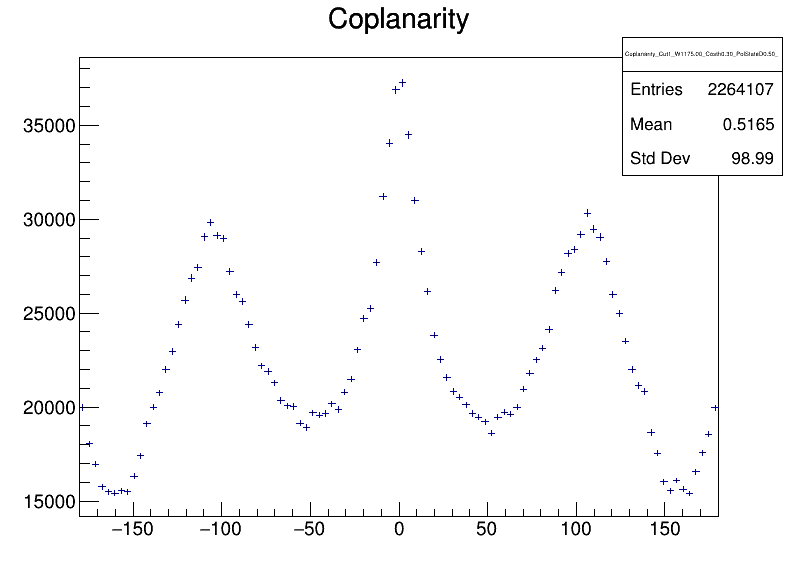 Coplanarity
Coplanarity_Cut1_W1175.00_Costh0.30_PolStateD0.50_
Entries 2264107
Mean 0.5165
Std Dev 98.99
35000
30000
25000
20000
15000
−150 −100 −50 0 50 100 150